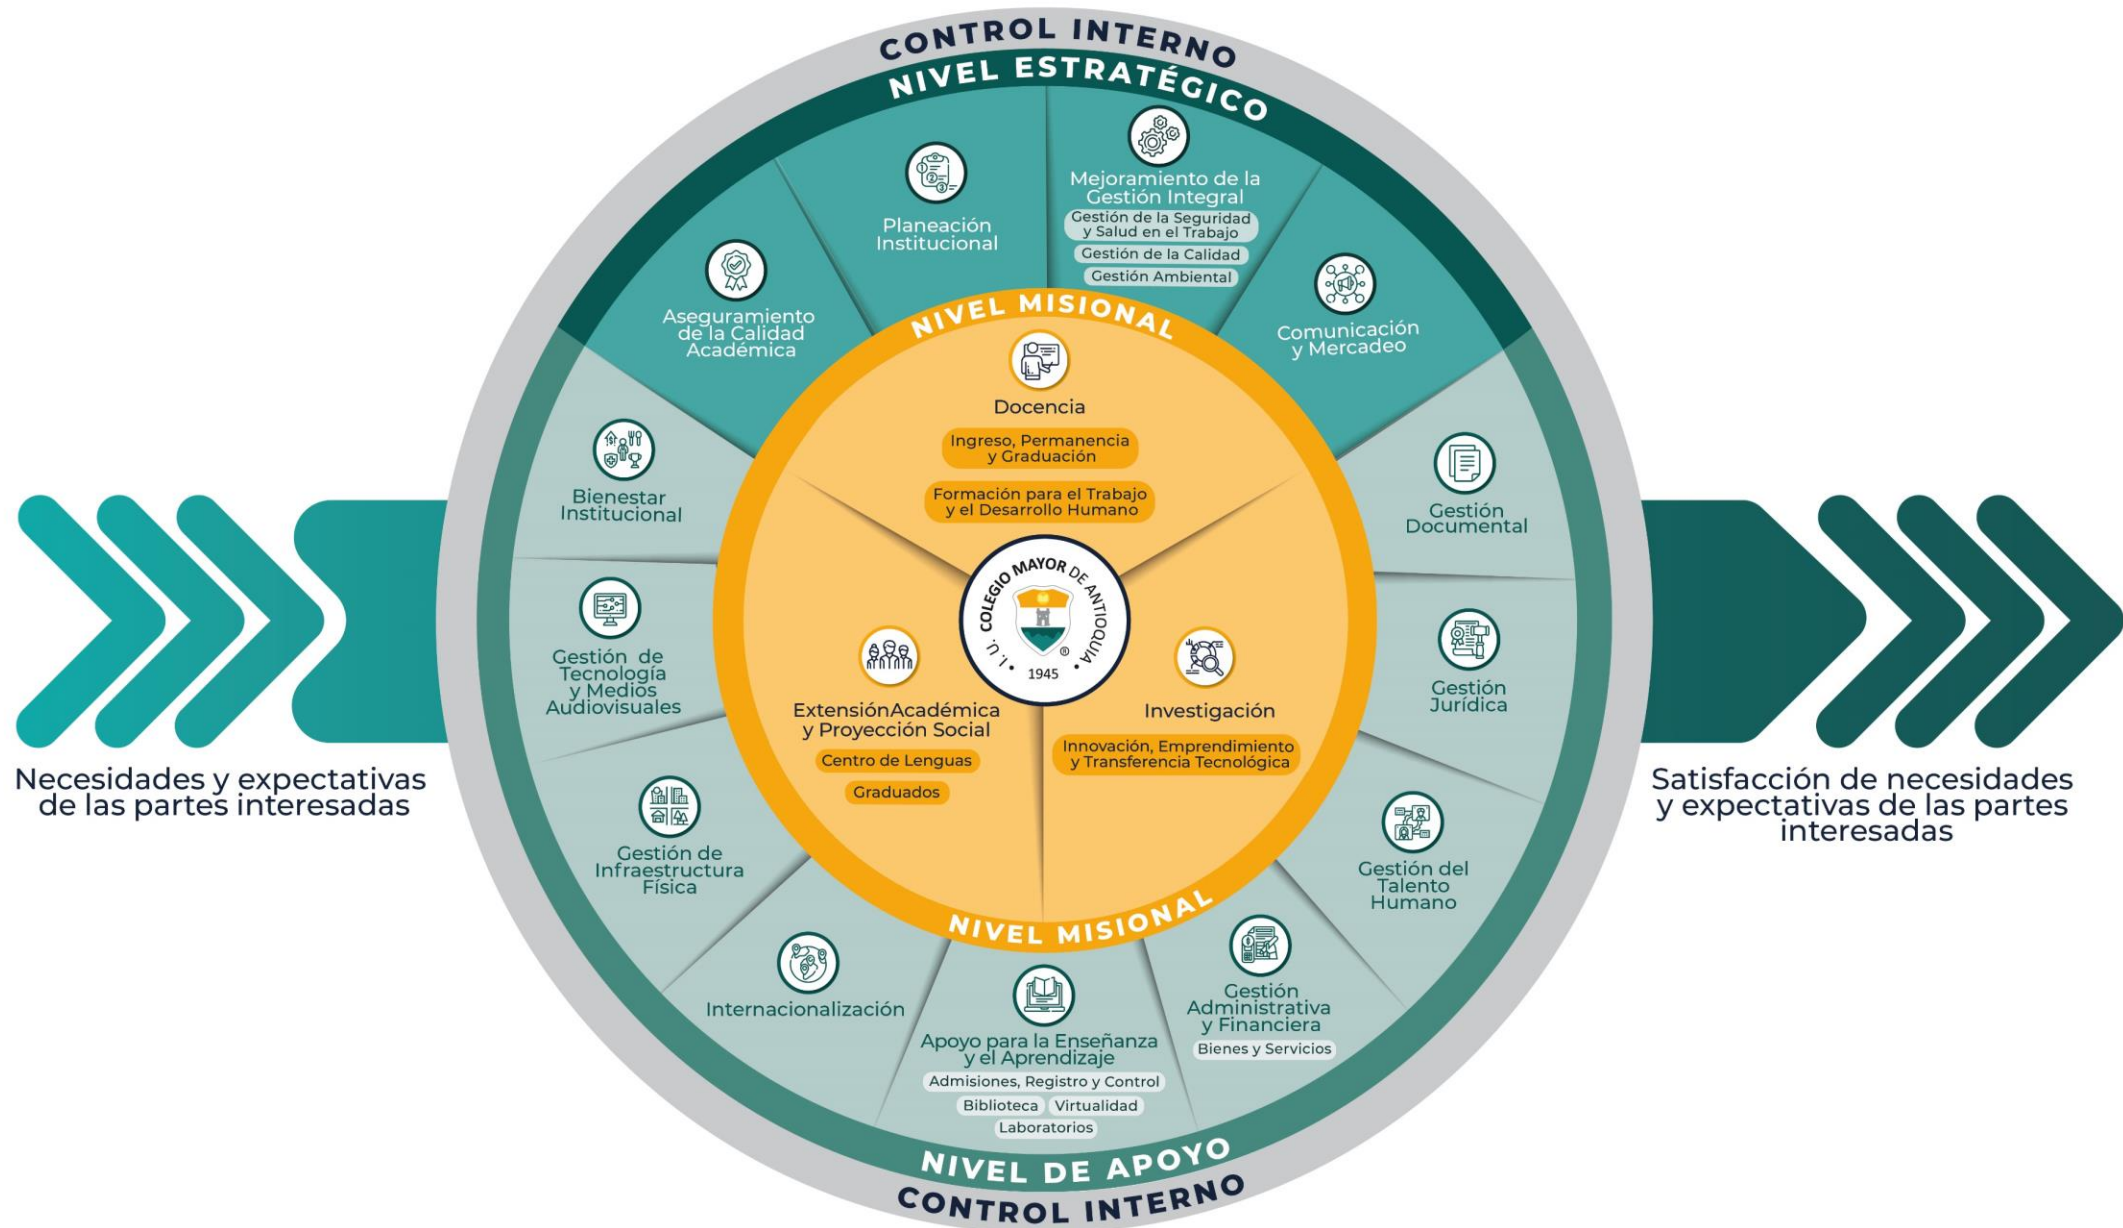 CONTROL INTERNO
NIVEL ESTRATÉGICO
Planeación
Institucional
Mejoramiento de la
Gestión Integral
Gestión de la Seguridad
y Salud en el Trabajo
Gestión de la Calidad
Gestión Ambiental
Aseguramiento
de la Calidad
Académica
Comunicación
y Mercadeo
NIVEL MISIONAL
Docencia
Ingreso, Permanencia
y Graduación
Formación para el Trabajo
y el Desarrollo Humano
Bienestar
Institucional
Gestión
Documental
I.U. COLEGIO MAYOR DE ANTIOQUIA
®
1945
Gestión de
Tecnología
y Medios
Audiovisuales
Gestión
Jurídica
ExtensiónAcadémica
y Proyección Social
Centro de Lenguas
Graduados
Investigación
Innovación, Emprendimiento
y Transferencia Tecnológica
Necesidades y expectativas
de las partes interesadas
Satisfacción de necesidades
y expectativas de las partes
interesadas
Gestión de
Infraestructura
Física
Gestión del
Talento
Humano
NIVEL MISIONAL
Internacionalización
Apoyo para la Enseñanza
y el Aprendizaje
Admisiones, Registro y Control
Biblioteca Virtualidad
Laboratorios
Gestión
Administrativa
y Financiera
Bienes y Servicios
NIVEL DE APOYO
CONTROL INTERNO